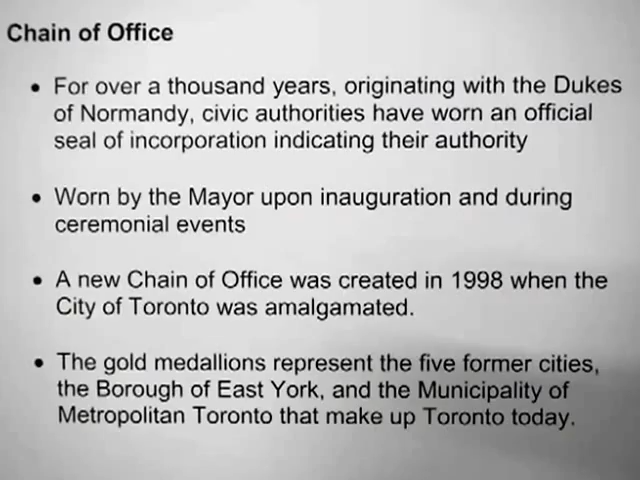 Chain of Office
• For over a thousand years, originating with the Dukes
of Normandy, civic authorities have worn an official
seal of incorporation indicating their authority
• Worn by the Mayor upon inauguration and during
ceremonial events
• A new Chain of Office was created in 1998 when the
City of Toronto was amalgamated.
• The gold medallions represent the five former cities,
the Borough of East York, and the Municipality of
Metropolitan Toronto that make up Toronto today.